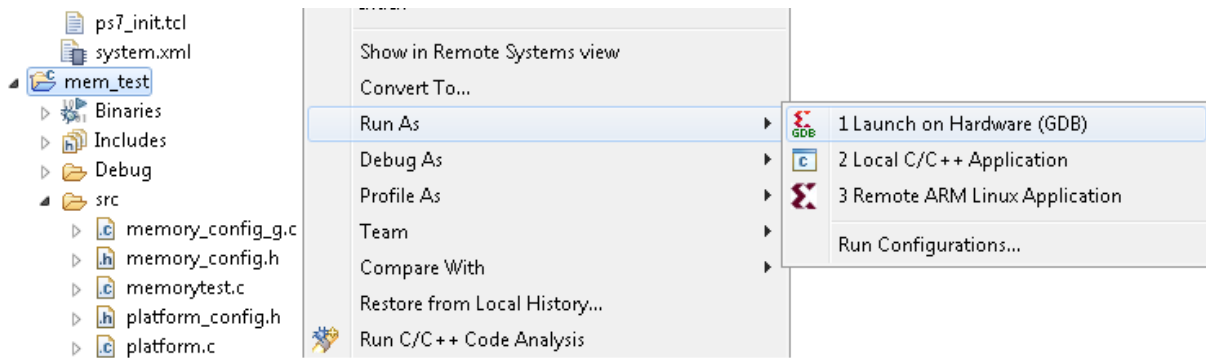 ps7_init.tcl
system.xml
mem_test
Binaries
Includes
Debug
src
memory_config_g.c
memory_config.h
memorytest.c
platform_config.h
platform.c
Show in Remote Systems view
Convert To...
Run As
Debug As
Profile As
Team
Compare With
Restore from Local History...
Run C/C++ Code Analysis
GDB 1 Launch on Hardware (GDB)
2 Local C/C++ Application
3 Remote ARM Linux Application
Run Configurations...